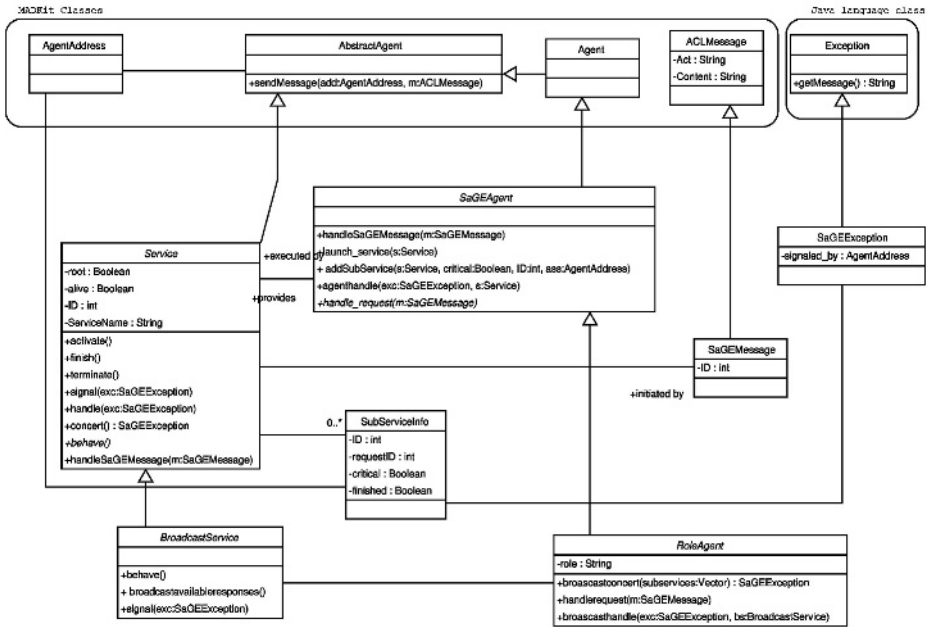 MADKit Classes
Java language class
AgentAddress
AbstractAgent
+sendMessage(add:AgentAddress, m:ACLMessage)
Agent
ACLMessage
-Act : String
-Content : String
Exception
+getMessage() : String
SaGEAgent
+handleSaGEMessage(m:SaGEMessage)
+launch_service(s:Service)
+ addSubService(s:Service, critical:Boolean, ID:int, ass:AgentAddress)
+agenthandle(exc:SaGEException, s:Service)
+handle_request(m:SaGEMessage)
SaGEException
-signaled_by : AgentAddress
Service
-root : Boolean
-alive : Boolean
-ID : int
-ServiceName : String
+activate()
+finish()
+terminate()
+signal(exc:SaGEException)
+handle(exc:SaGEException)
+concert() : SaGEException
+behave()
+handleSaGEMessage(m:SaGEMessage)
+executed by
+provides
SaGEMessage
-ID : int
+initiated by
0..*
SubServiceInfo
-ID : int
-requestID : int
-critical : Boolean
-finished : Boolean
BroadcastService
+behave()
+ broadcastavailableresponses()
+signal(exc:SaGEException)
RoleAgent
-role : String
+broascastconcert(subservices:Vector) : SaGEException
+handlerequest(m:SaGEMessage)
+broascasthandle(exc:SaGEException, bs:BroadcastService)